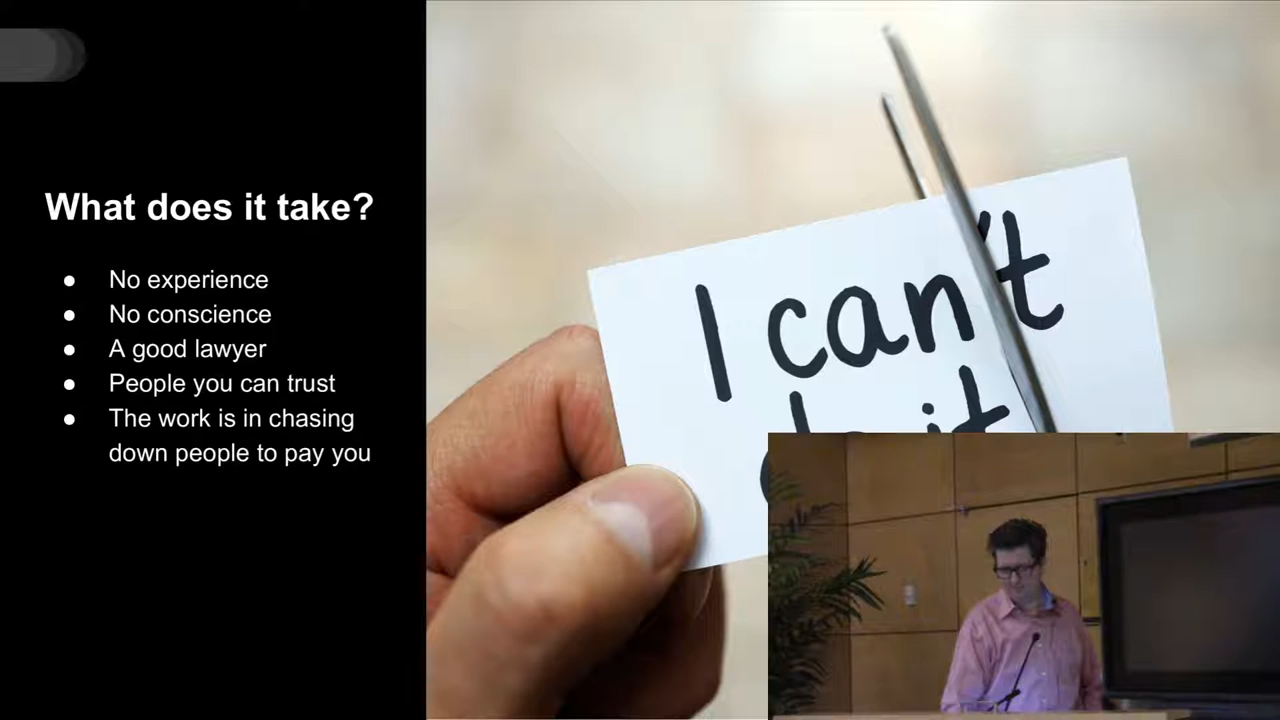 What does it take?
● No experience
● No conscience
● A good lawyer
● People you can trust
● The work is in chasing
down people to pay you
I can't
it